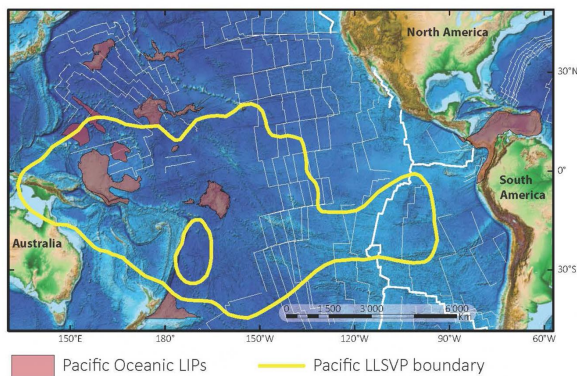 North America
30°N
0°
South
America
Australia
30°S
0 1'500 3'000 6'000
Km
150°E 180° -150°W 120°W 90°W 60°W
Pacific Oceanic LIPs Pacific LLSVP boundary